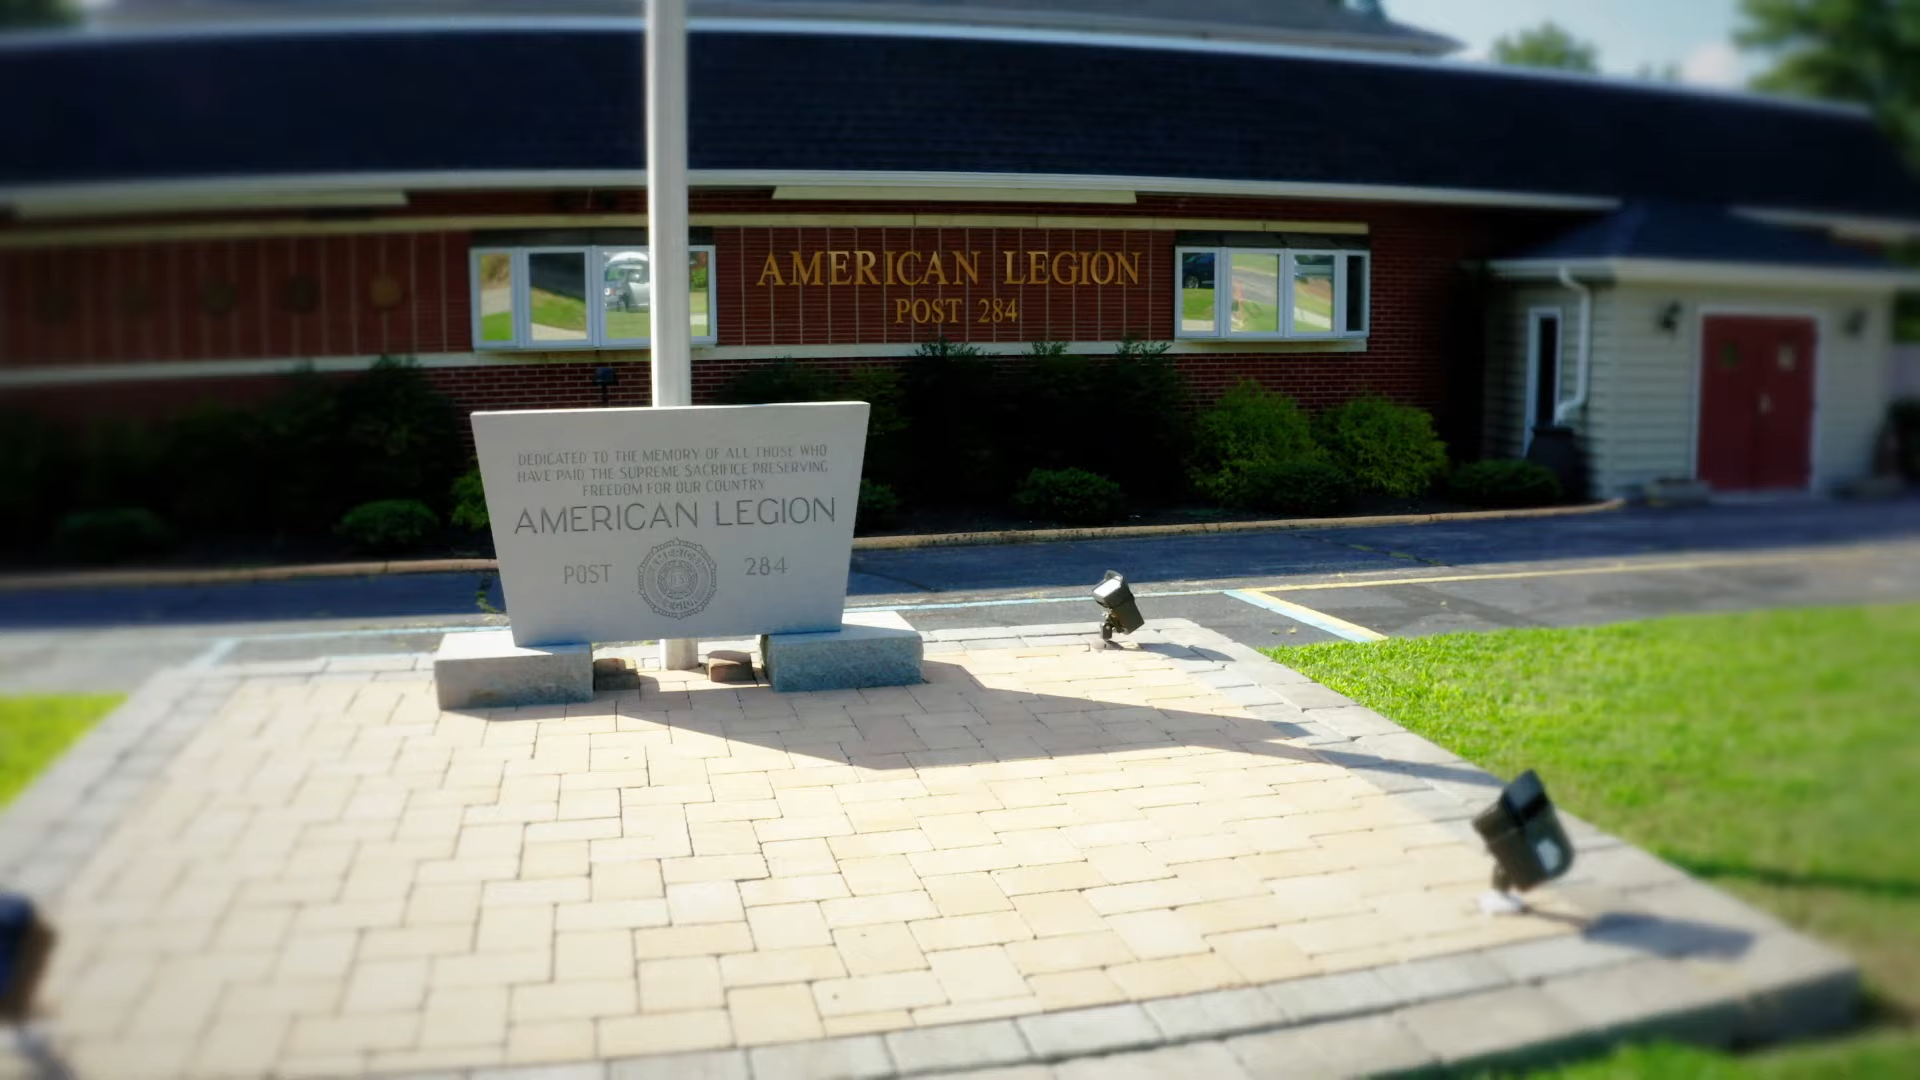 AMERICAN LEGION
POST 284
DEDICATED TO THE MEMORY OF ALL THOSE WHO
HAVE PAID THE SUPREME SACRIFICE PRESERVING
FREEDOM FOR OUR COUNTRY
AMERICAN LEGION
POST 284